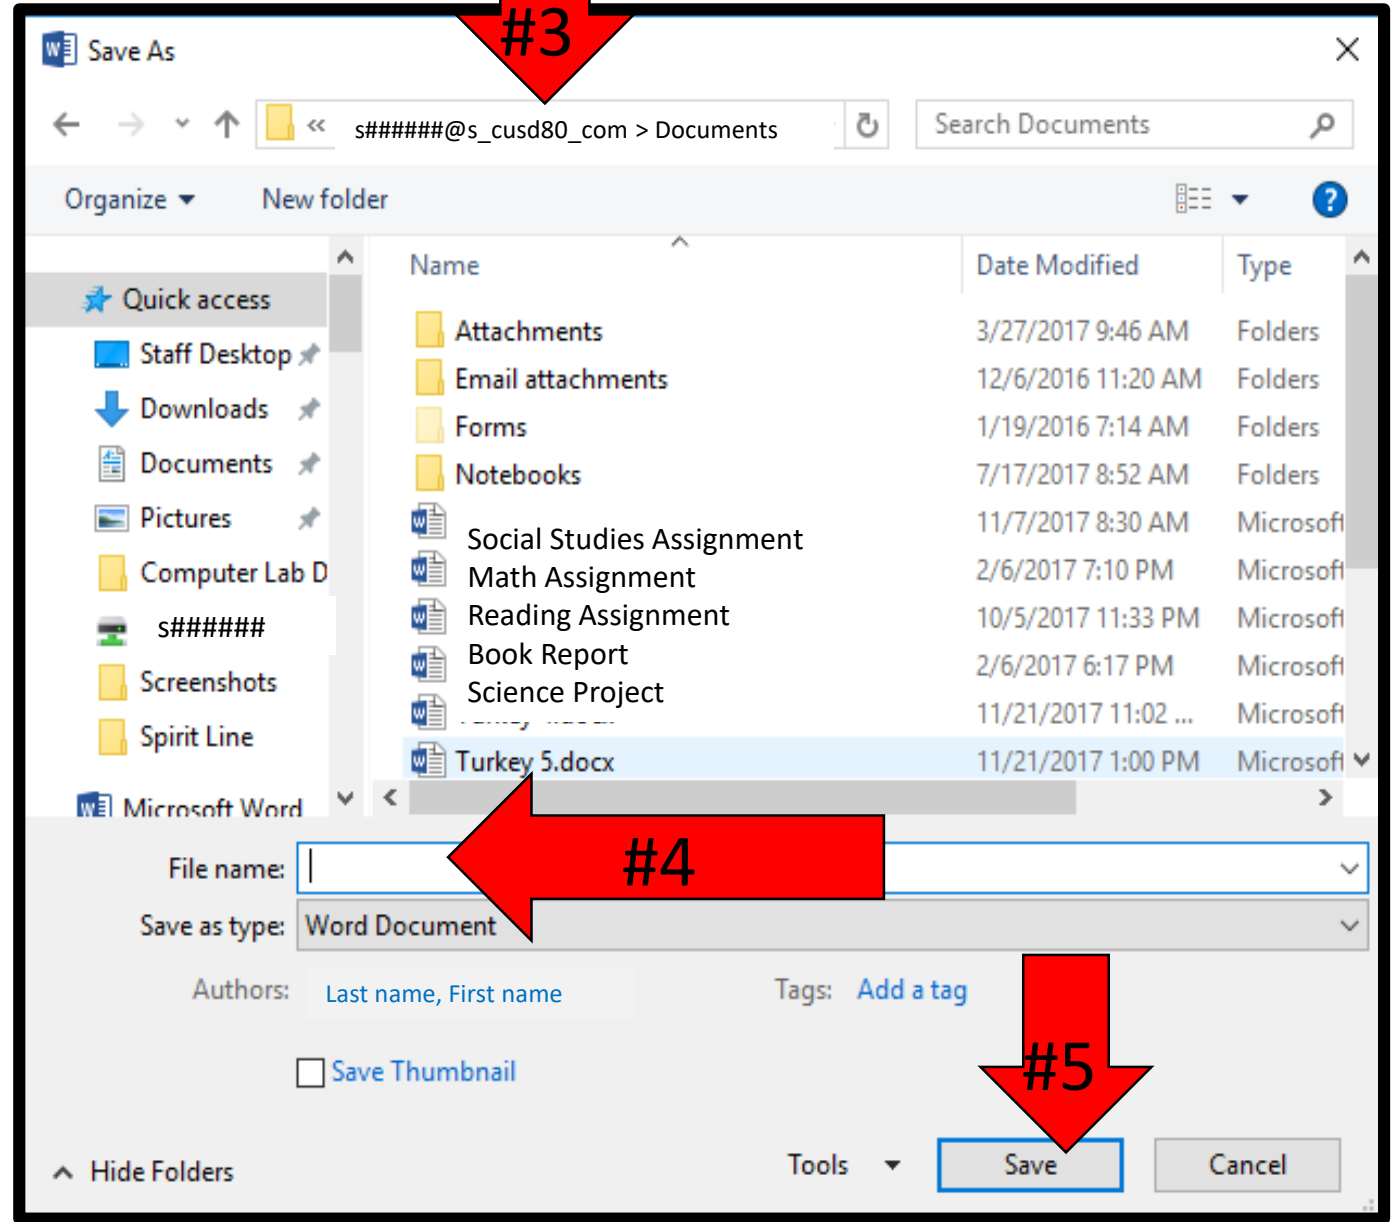 #3
Save As
« s######@s_cusd80_com > Documents
Search Documents
Organize
New folder
Name Date Modified Type
Quick access
Staff Desktop
Downloads
Documents
Pictures
Computer Lab D
s######
Screenshots
Spirit Line
Microsoft Word
Attachments 3/27/2017 9:46 AM Folders
Email attachments 12/6/2016 11:20 AM Folders
Forms 1/19/2016 7:14 AM Folders
Notebooks 7/17/2017 8:52 AM Folders
Social Studies Assignment 11/7/2017 8:30 AM Microsoft
Math Assignment 2/6/2017 7:10 PM Microsoft
Reading Assignment 10/5/2017 11:33 PM Microsoft
Book Report 2/6/2017 6:17 PM Microsoft
Science Project 11/21/2017 11:02 ... Microsoft
Turkey 5.docx 11/21/2017 1:00 PM Microsoft
File name:
#4
Save as type: Word Document
Authors: Last name, First name Tags: Add a tag
Save Thumbnail
#5
Hide Folders Tools Save Cancel